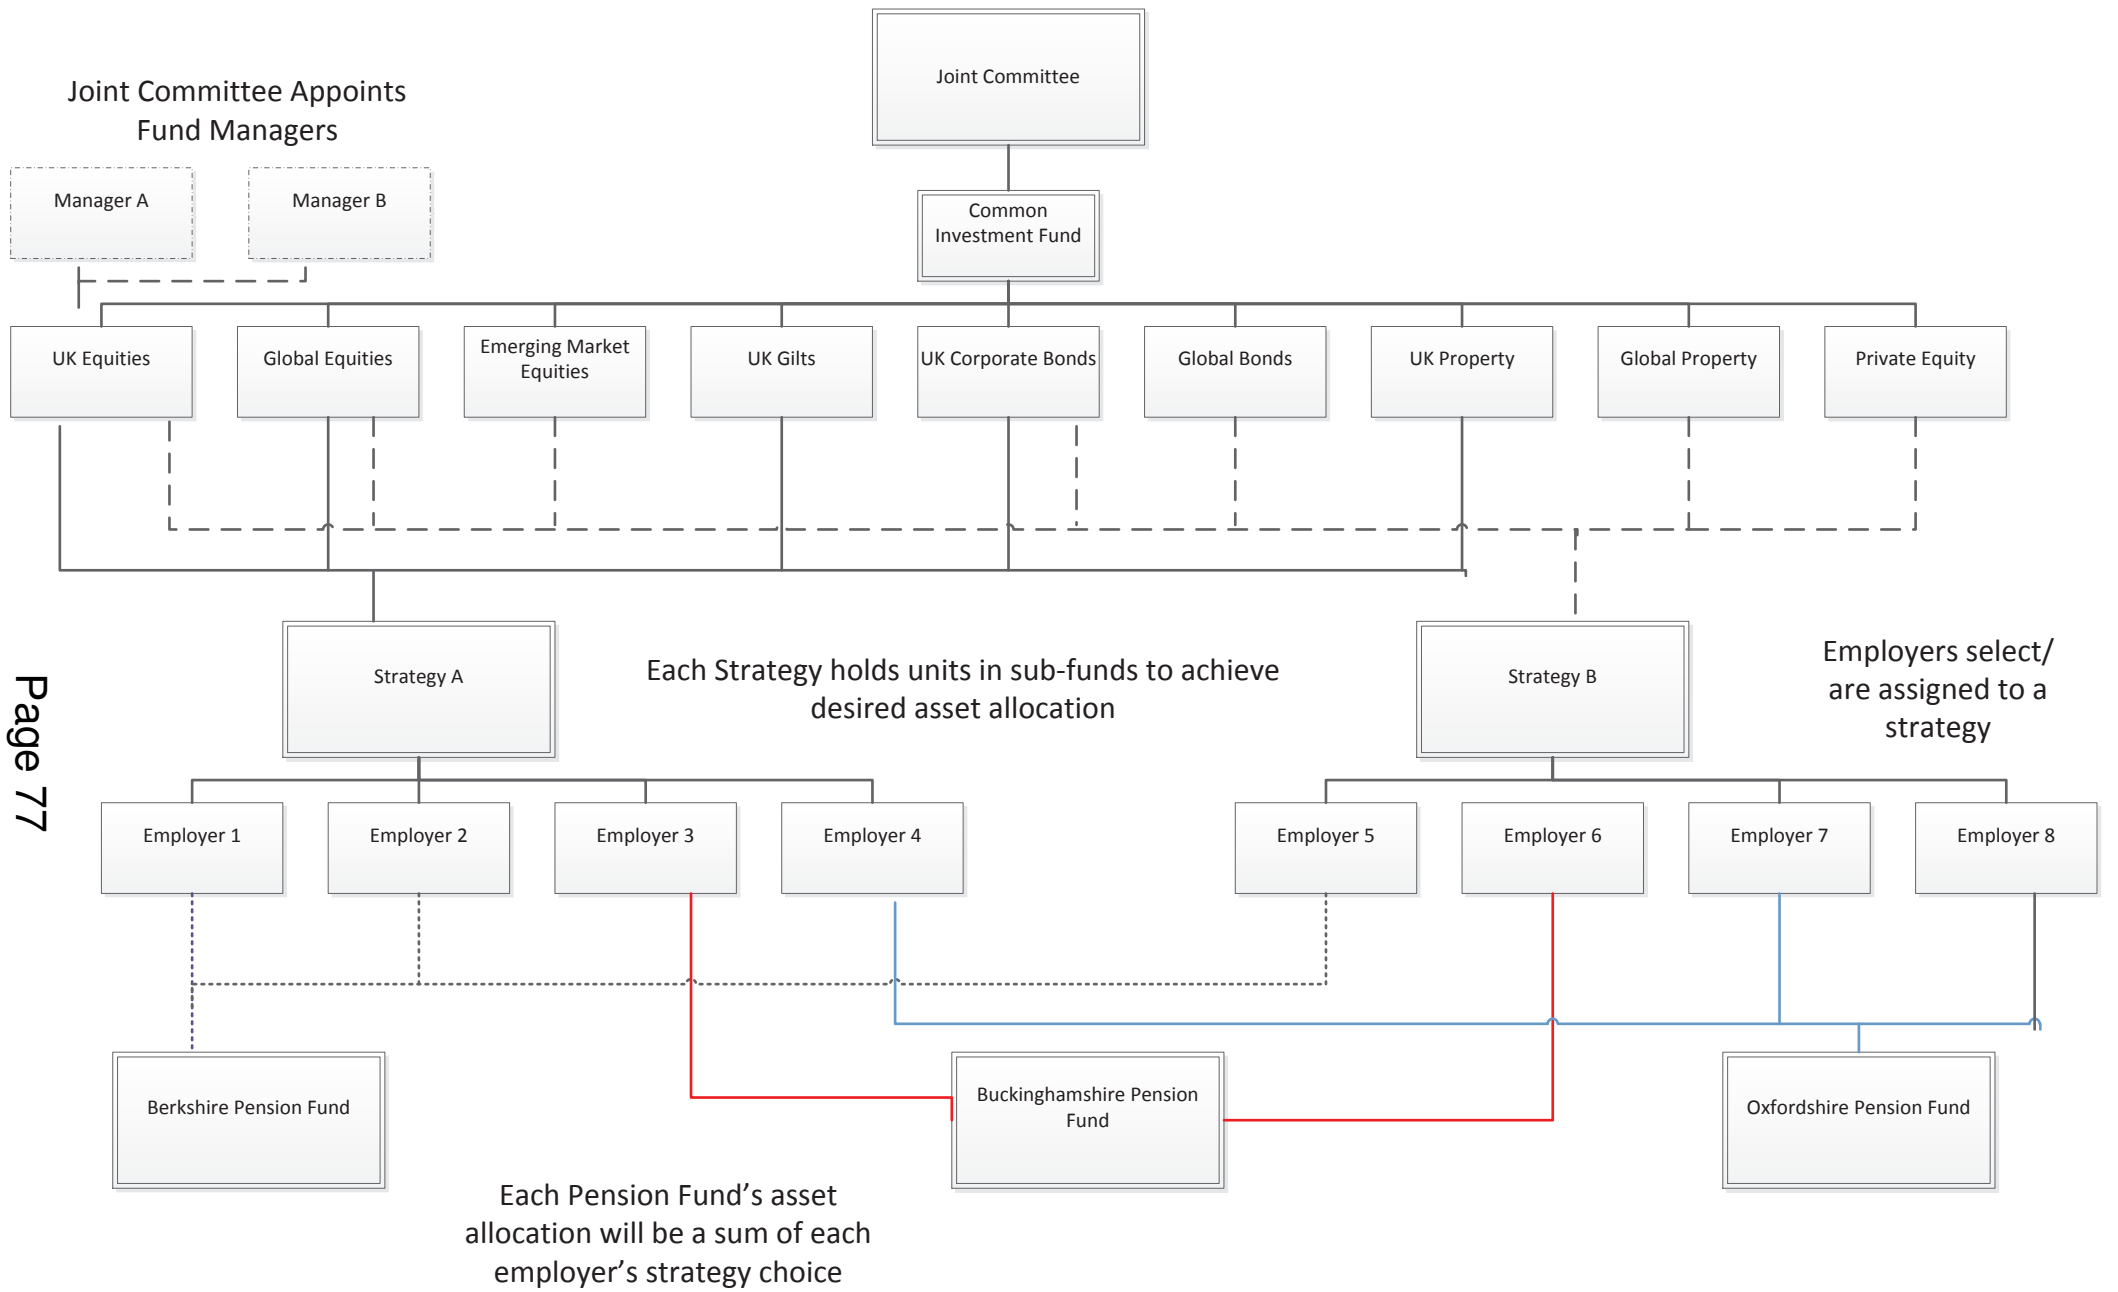 Joint Committee
Joint Committee Appoints
Fund Managers
Manager A
Manager B
Common
Investment Fund
UK Equities
Global Equities
Emerging Market
Equities
UK Gilts
UK Corporate Bonds
Global Bonds
UK Property
Global Property
Private Equity
Strategy A
Each Strategy holds units in sub-funds to achieve
desired asset allocation
Strategy B
Employers select/
are assigned to a
strategy
Page 77
Employer 1
Employer 2
Employer 3
Employer 4
Employer 5
Employer 6
Employer 7
Employer 8
Berkshire Pension Fund
Buckinghamshire Pension
Fund
Oxfordshire Pension Fund
Each Pension Fund’s asset
allocation will be a sum of each
employer’s strategy choice